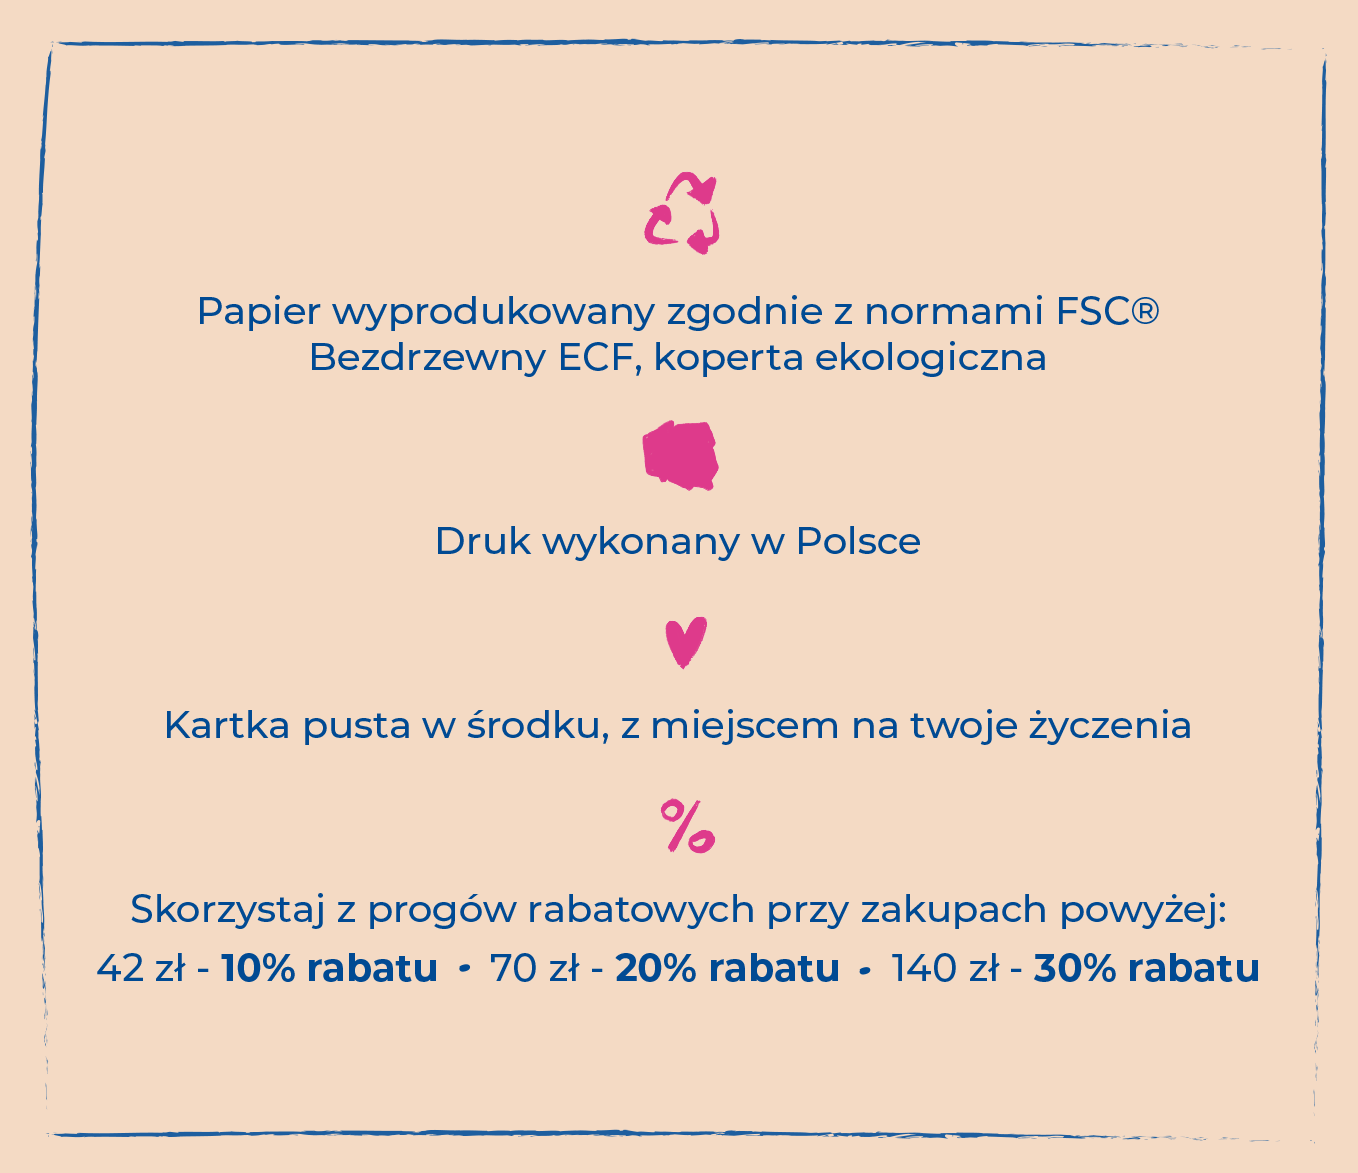 Papier wyprodukowany zgodnie z normami FSC®
Bezdrzewny ECF, koperta ekologiczna
Druk wykonany w Polsce
Kartka pusta w środku, z miejscem na twoje życzenia
%
Skorzystaj z progów rabatowych przy zakupach powyżej:
42 zł - 10% rabatu • 70 zł - 20% rabatu • 140 zł - 30% rabatu